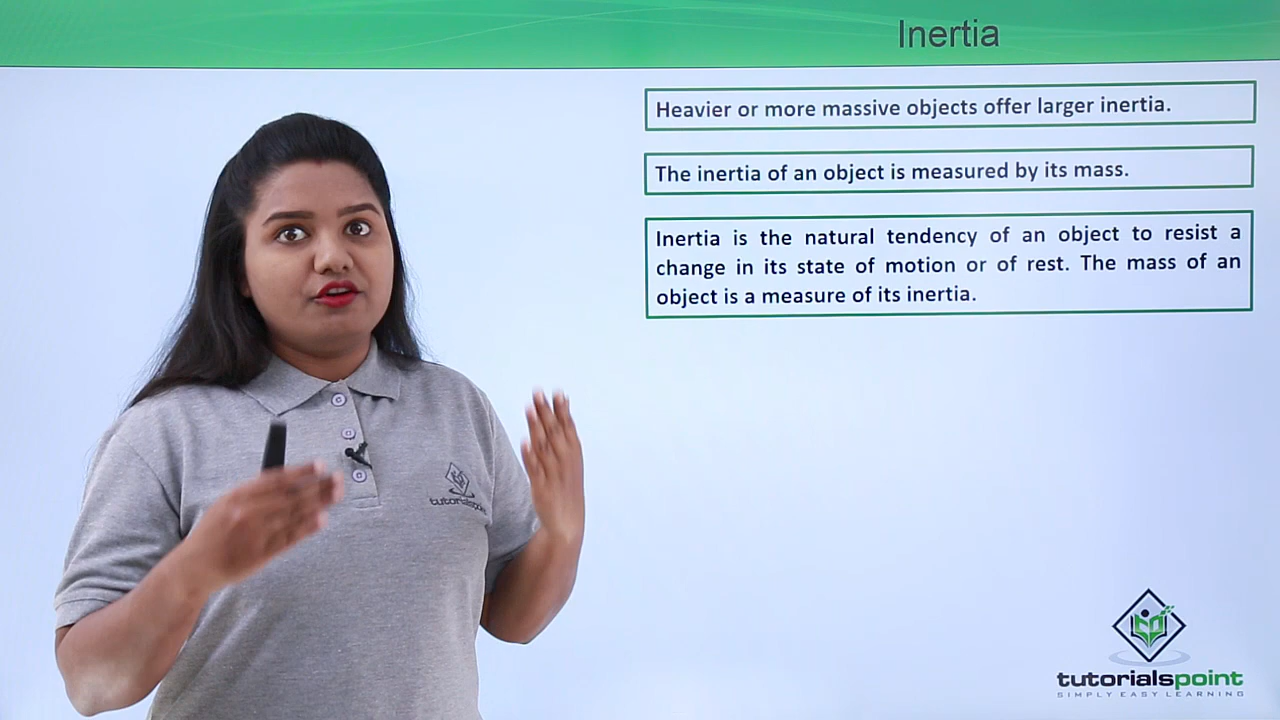 Inertia
Heavier or more massive objects offer larger inertia.
The inertia of an object is measured by its mass.
Inertia is the natural tendency of an object to resist a
change in its state of motion or of rest. The mass of an
object is a measure of its inertia.
tutorialspoint
tutorialspoint
SIMPLY EASY LEARNING